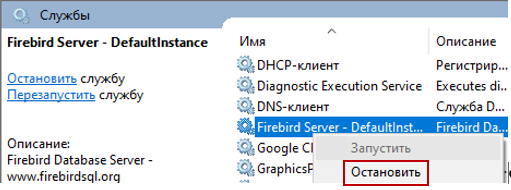 Службы
Firebird Server - DefaultInstance
Остановить службу
Перезапустить службу
Описание:
Firebird Database Server -
www.firebirdsql.org
Имя Описание
DHCP-клиент Регистрир...
Diagnostic Execution Service Executes di...
DNS-клиент Служба D...
Firebird Server - DefaultInst... Firebird Da...
Google Cl
GraphicsP
Запустить
Остановить